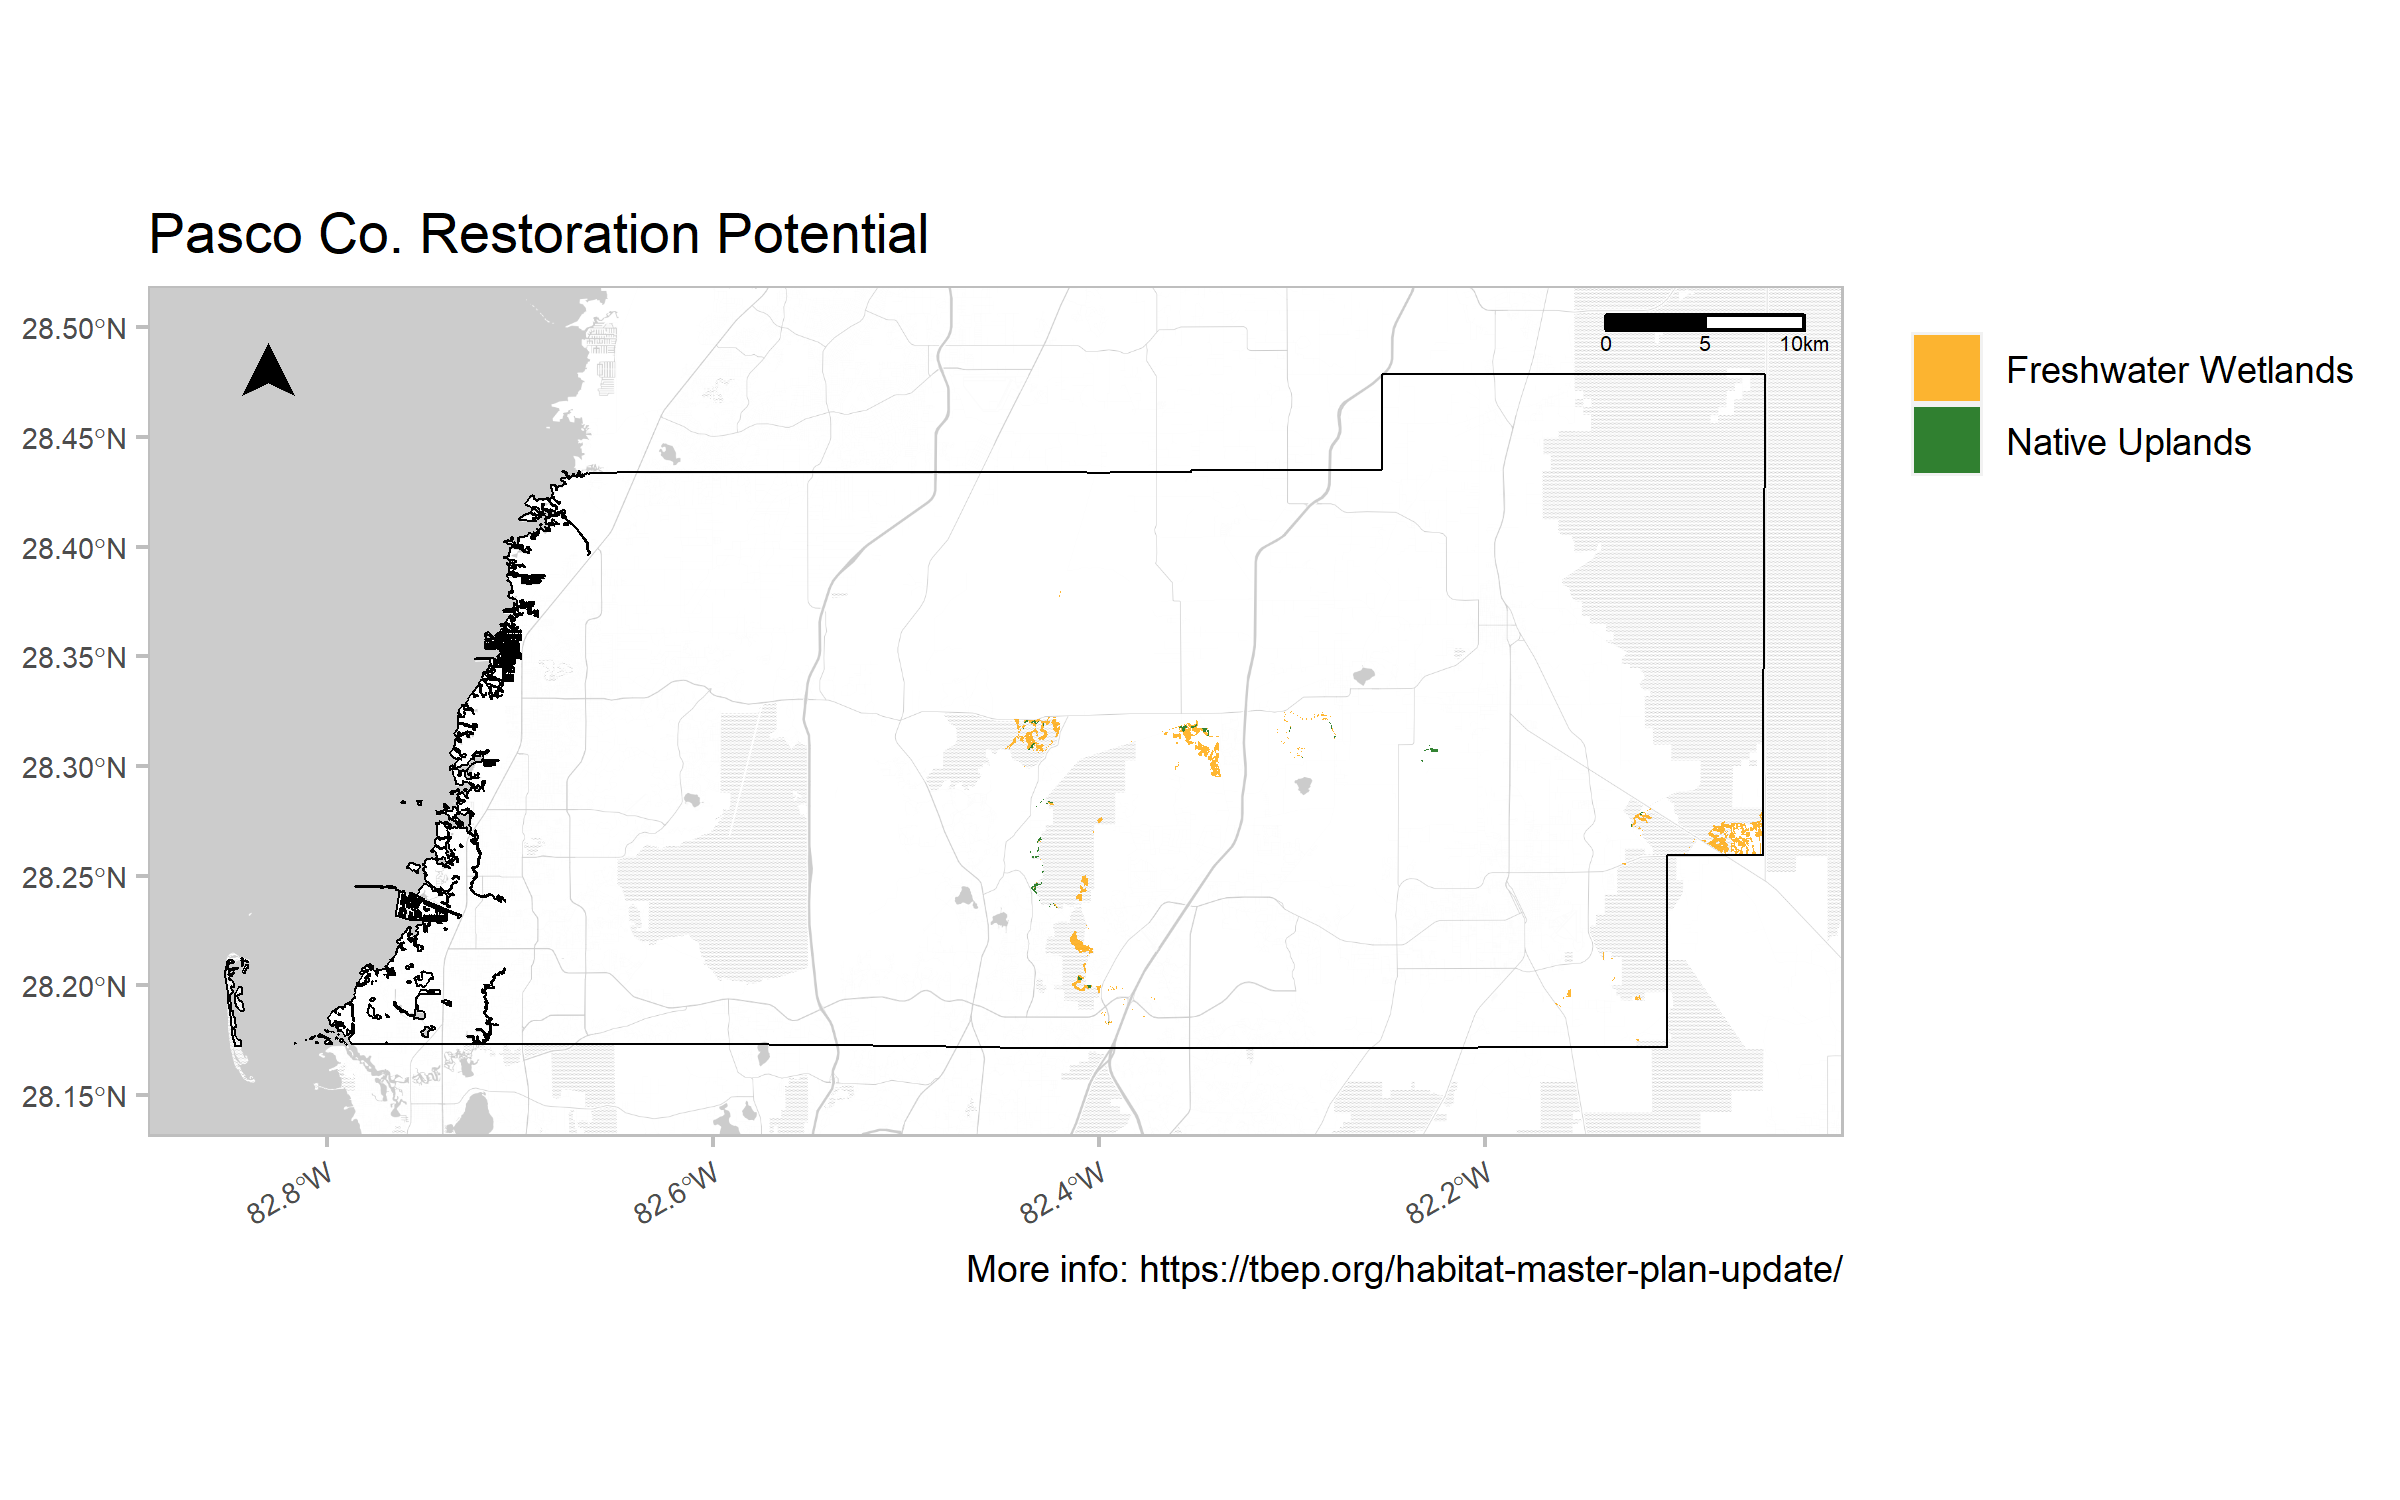 Pasco Co. Restoration Potential
28.50°N
28.45°N
28.40°N
28.35°N
28.30°N
28.25°N
28.20°N
28.15°N
0 5 10km
Freshwater Wetlands
Native Uplands
82.8°W 82.6°W 82.4°W 82.2°W
More info: https://tbep.org/habitat-master-plan-update/